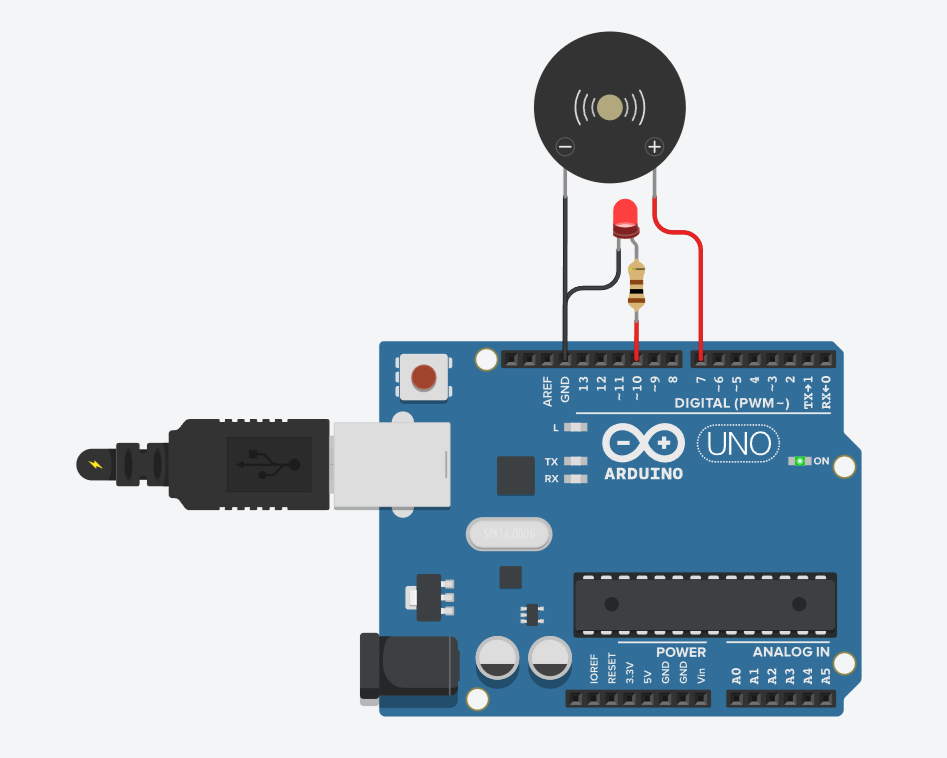 AREF
GND
13
12
~11
~10
~9
8
7
~6
~5
4
~3
2
TX→1
RX←0
DIGITAL (PWM~)
L
TX
RX
ARDUINO
UNO
ON
SPK16.000G
IOREF
RESET
3.3V
5V
GND
GND
Vin
POWER
ANALOG IN
A0
A1
A2
A3
A4
A5